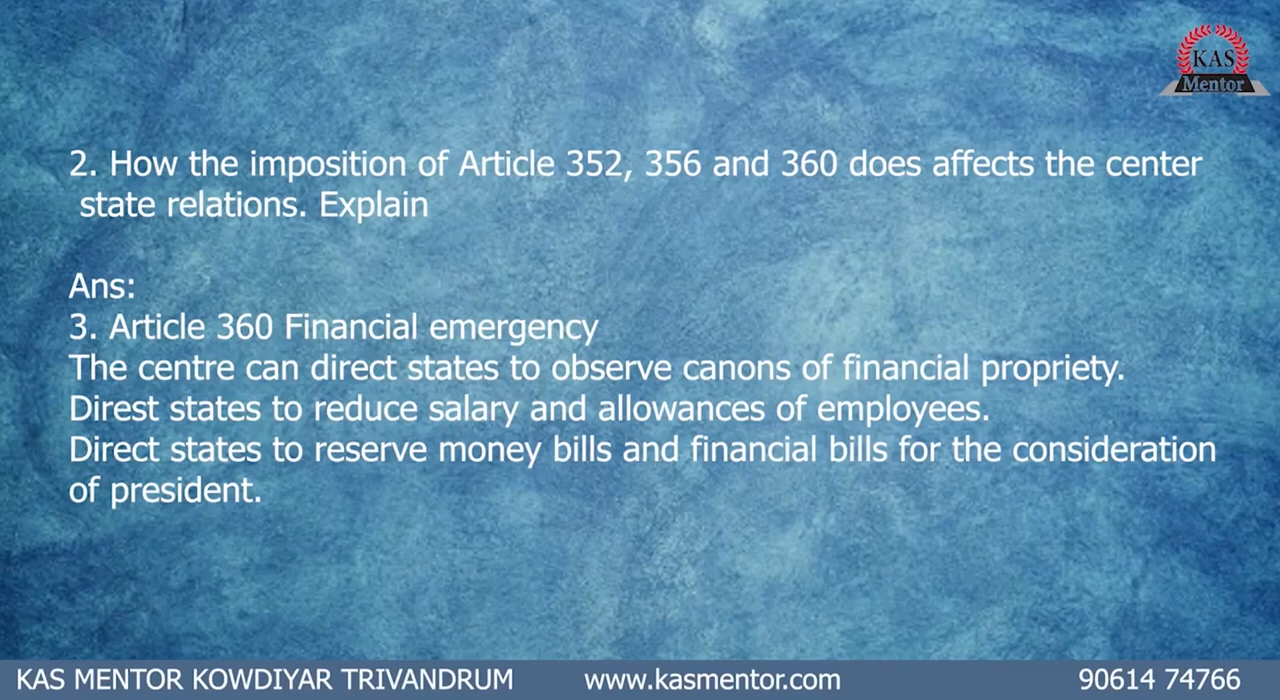 KAS
Mentor
2. How the imposition of Article 352, 356 and 360 does affects the center
state relations. Explain
Ans:
3. Article 360 Financial emergency
The centre can direct states to observe canons of financial propriety.
Direst states to reduce salary and allowances of employees.
Direct states to reserve money bills and financial bills for the consideration
of president.
KAS MENTOR KOWDIYAR TRIVANDRUM www.kasmentor.com 90614 74766